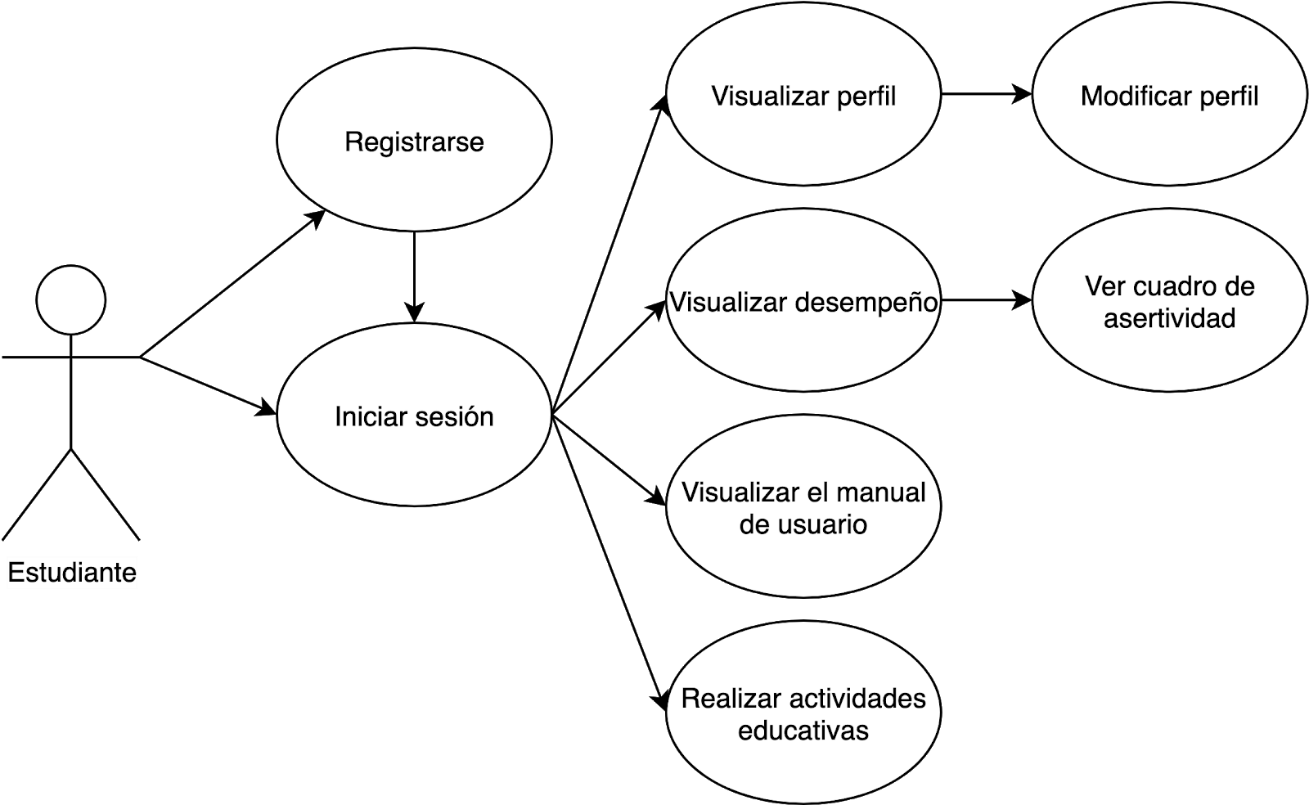 Visualizar perfil
Modificar perfil
Registrarse
Visualizar desempeño
Ver cuadro de
asertividad
Iniciar sesión
Visualizar el manual
de usuario
Estudiante
Realizar actividades
educativas